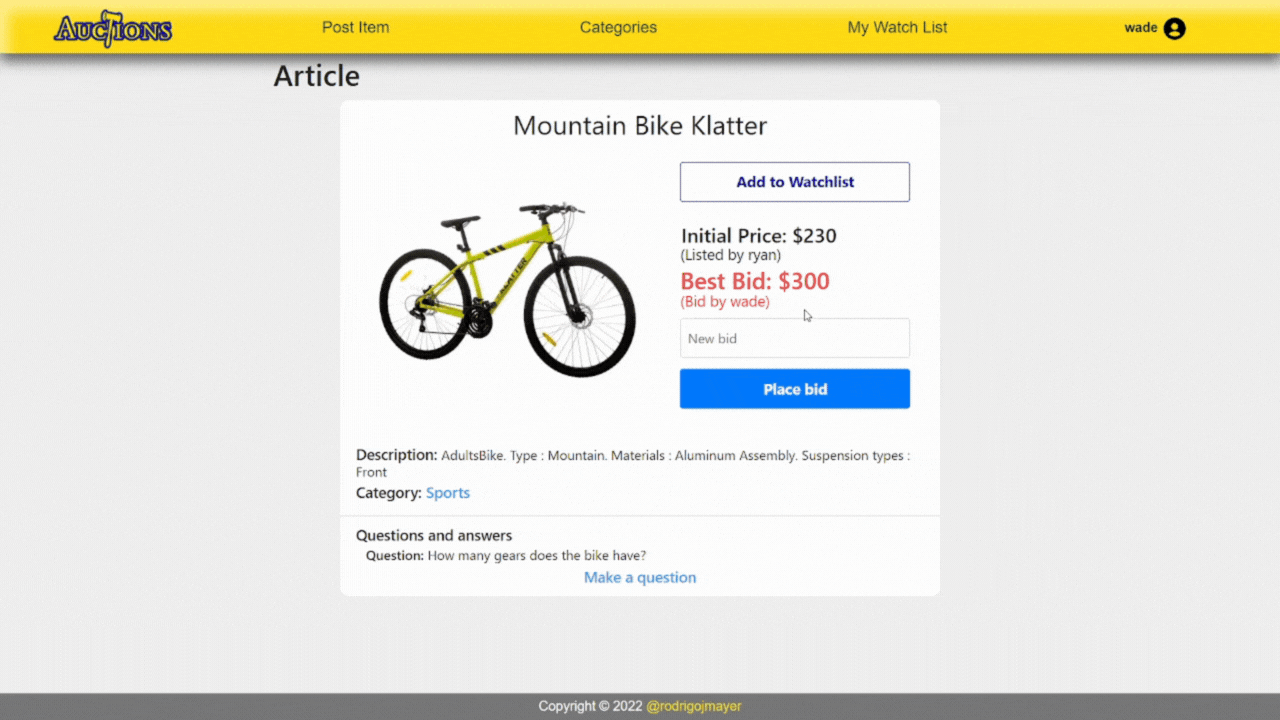 AUCTIONS
Post Item
Categories
My Watch List
wade
Article
Mountain Bike Klatter
Add to Watchlist
KLATTER
Initial Price: $230
(Listed by ryan)
Best Bid: $300
(Bid by wade)
New bid
Place bid
Description: AdultsBike. Type : Mountain. Materials : Aluminum Assembly. Suspension types :
Front
Category: Sports
Questions and answers
Question: How many gears does the bike have?
Make a question
Copyright © 2022 @rodrigojmayer